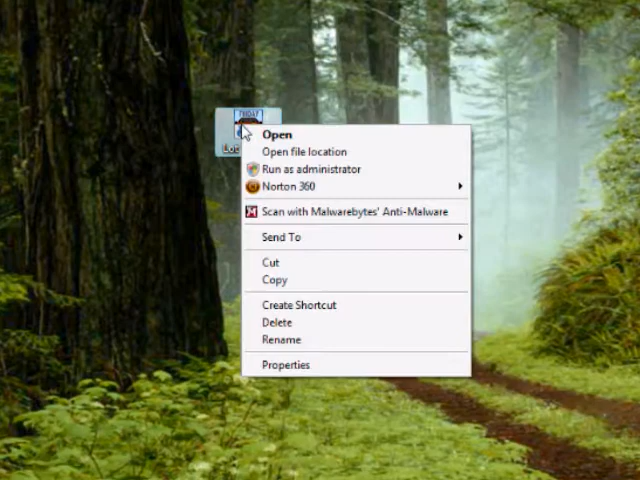 FRIDAY
Open
Open file location
Run as administrator
Norton 360
Scan with Malwarebytes' Anti-Malware
Send To
Cut
Copy
Create Shortcut
Delete
Rename
Properties